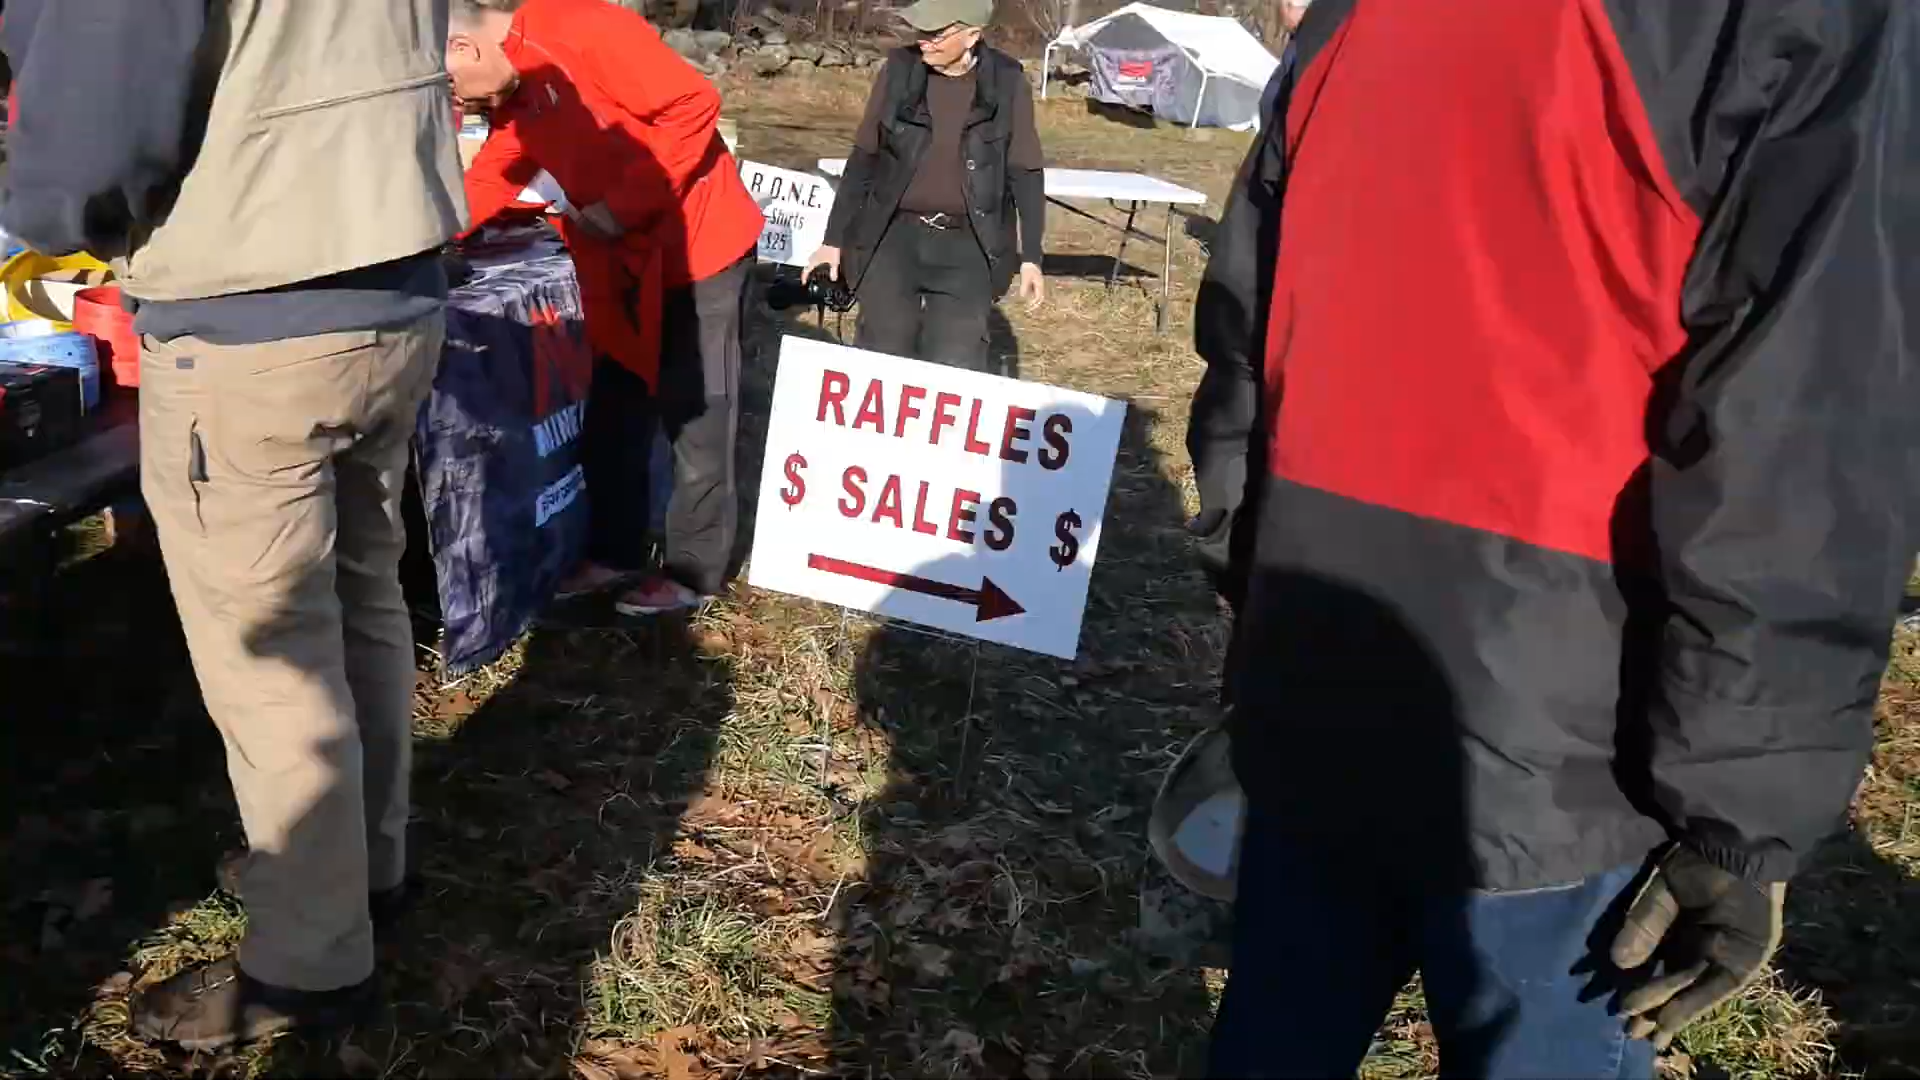 B.O.N.E.
Shirts
$25
RAFFLES
$ SALES $